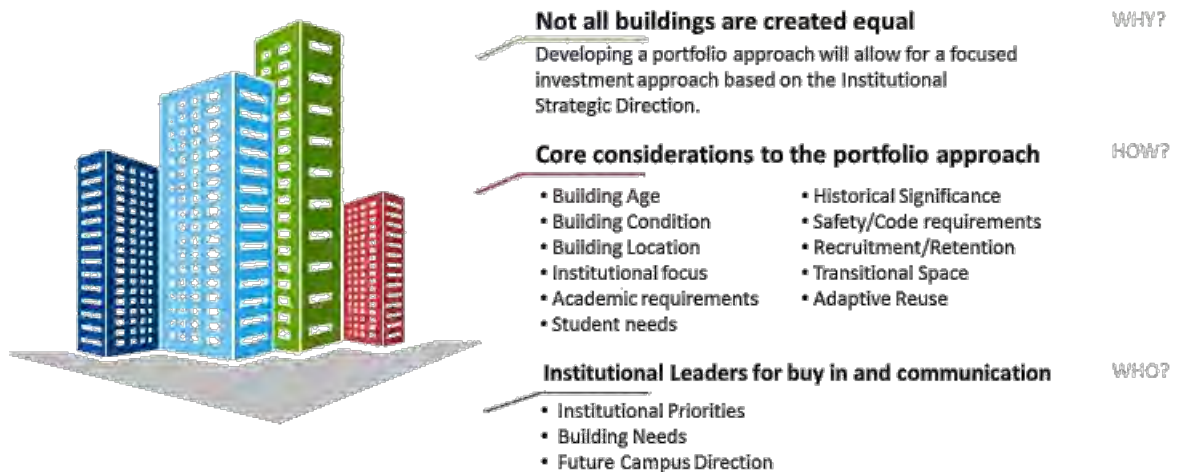 Not all buildings are created equal
WHY?
Developing a portfolio approach will allow for a focused
investment approach based on the Institutional
Strategic Direction.
Core considerations to the portfolio approach
HOW?
• Building Age
• Building Condition
• Building Location
• Institutional focus
• Academic requirements
• Student needs
• Historical Significance
• Safety/Code requirements
• Recruitment/Retention
• Transitional Space
• Adaptive Reuse
Institutional Leaders for buy in and communication
WHO?
• Institutional Priorities
• Building Needs
• Future Campus Direction